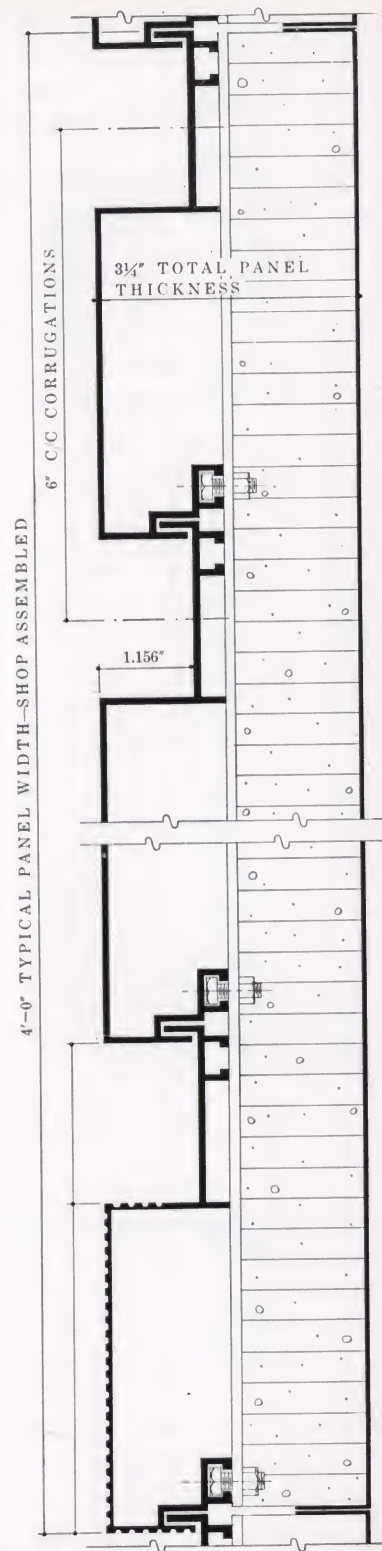 3¼" TOTAL PANEL
THICKNESS
6" C/C CORRUGATIONS
4'–0" TYPICAL PANEL WIDTH—SHOP ASSEMBLED
1.156"